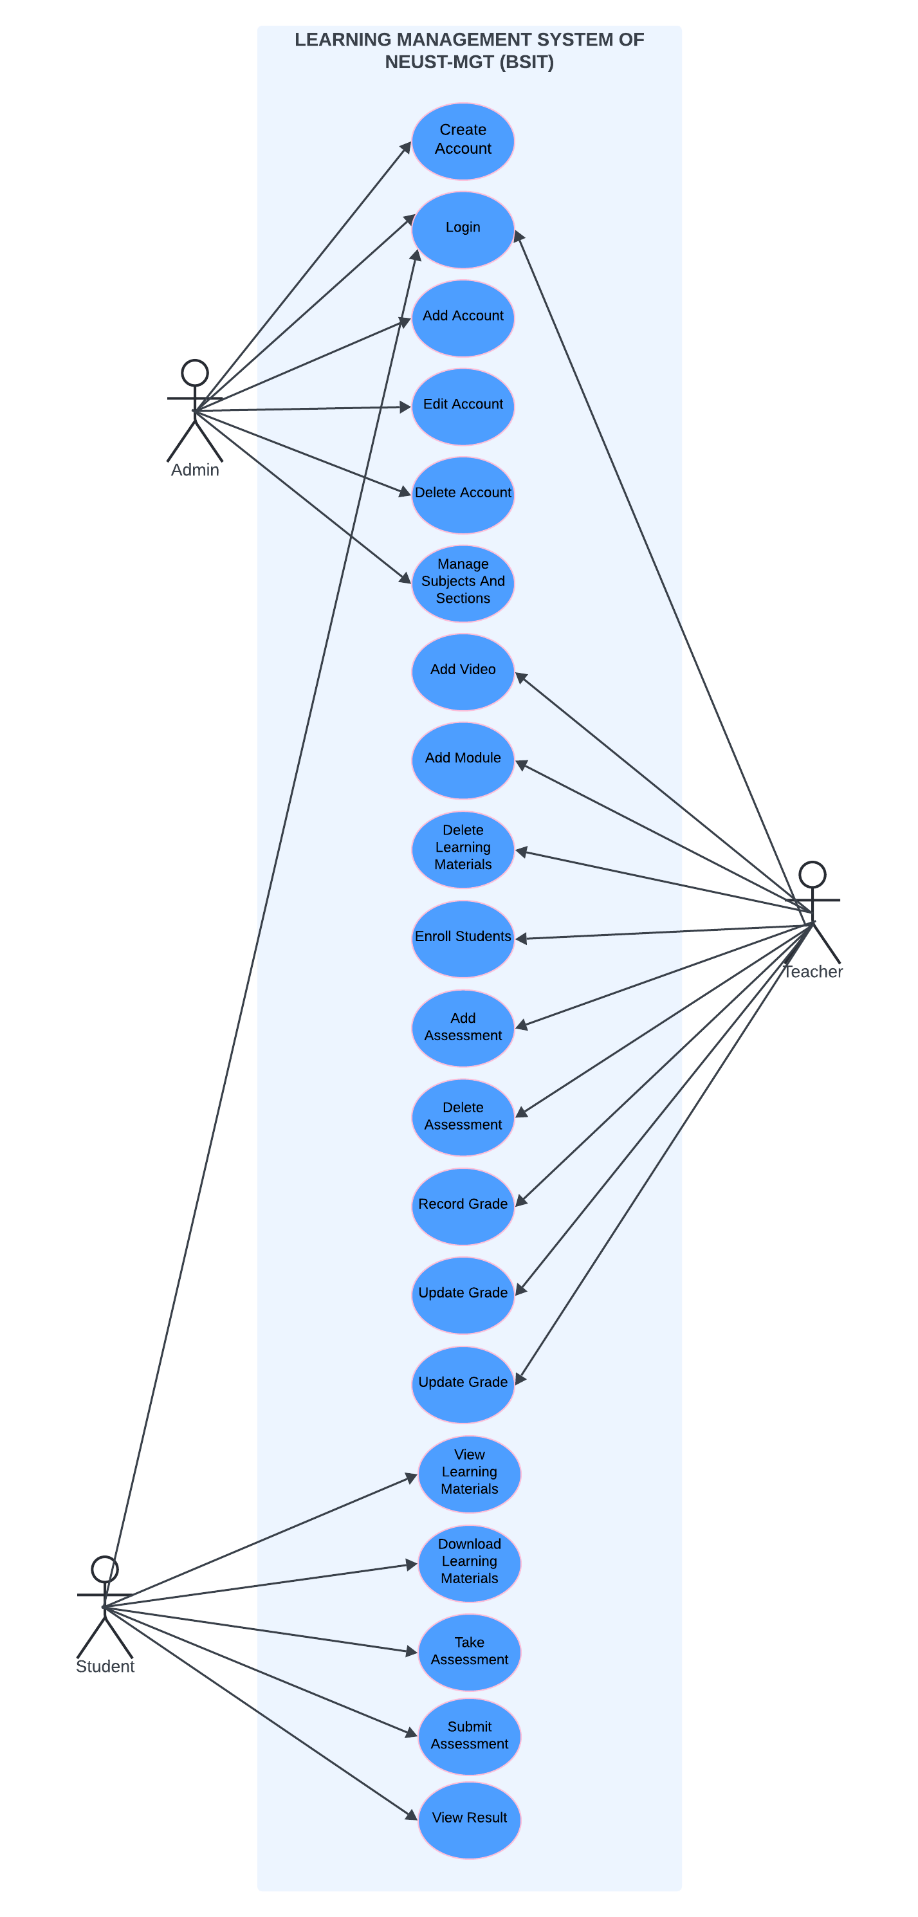 LEARNING MANAGEMENT SYSTEM OF
NEUST-MGT (BSIT)
Create
Account
Login
Add Account
Edit Account
Delete Account
Admin
Manage
Subjects And
Sections
Add Video
Add Module
Delete
Learning
Materials
Enroll Students
Teacher
Add
Assessment
Delete
Assessment
Record Grade
Update Grade
Update Grade
View
Learning
Materials
Download
Learning
Materials
Take
Assessment
Student
Submit
Assessment
View Result